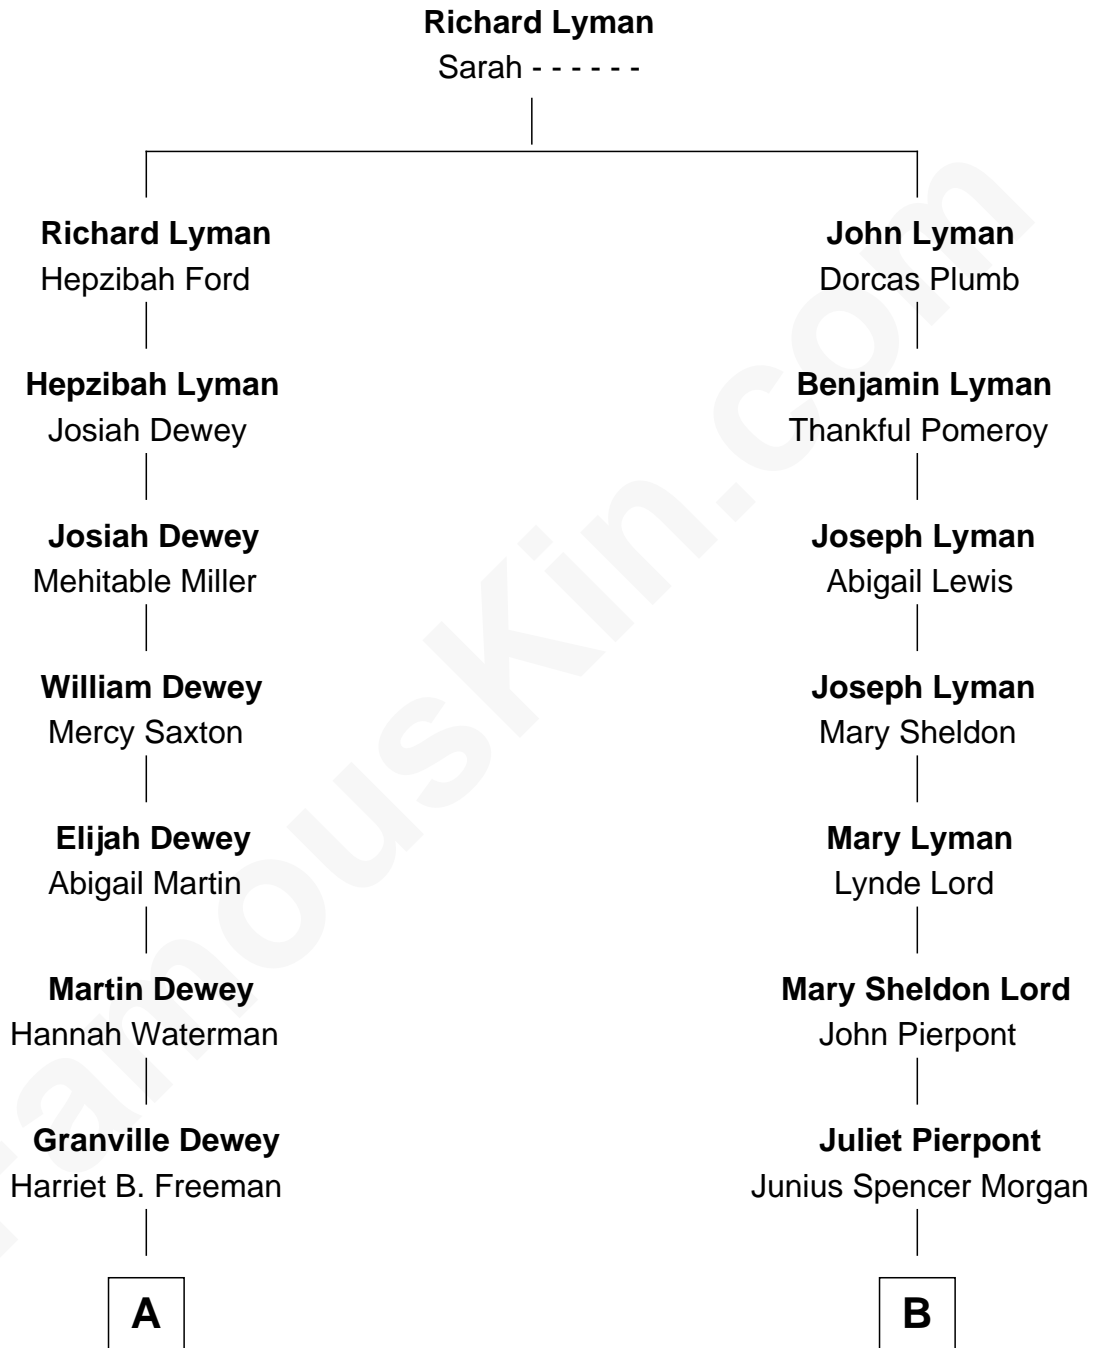 Richard Lyman
Sarah - - - - - -
Richard Lyman
Hepzibah Ford
Hepzibah Lyman
Josiah Dewey
Josiah Dewey
Mehitable Miller
William Dewey
Mercy Saxton
Elijah Dewey
Abigail Martin
Martin Dewey
Hannah Waterman
Granville Dewey
Harriet B. Freeman
A
John Lyman
Dorcas Plumb
Benjamin Lyman
Thankful Pomeroy
Joseph Lyman
Abigail Lewis
Joseph Lyman
Mary Sheldon
Mary Lyman
Lynde Lord
Mary Sheldon Lord
John Pierpont
Juliet Pierpont
Junius Spencer Morgan
B
FamousKin.com